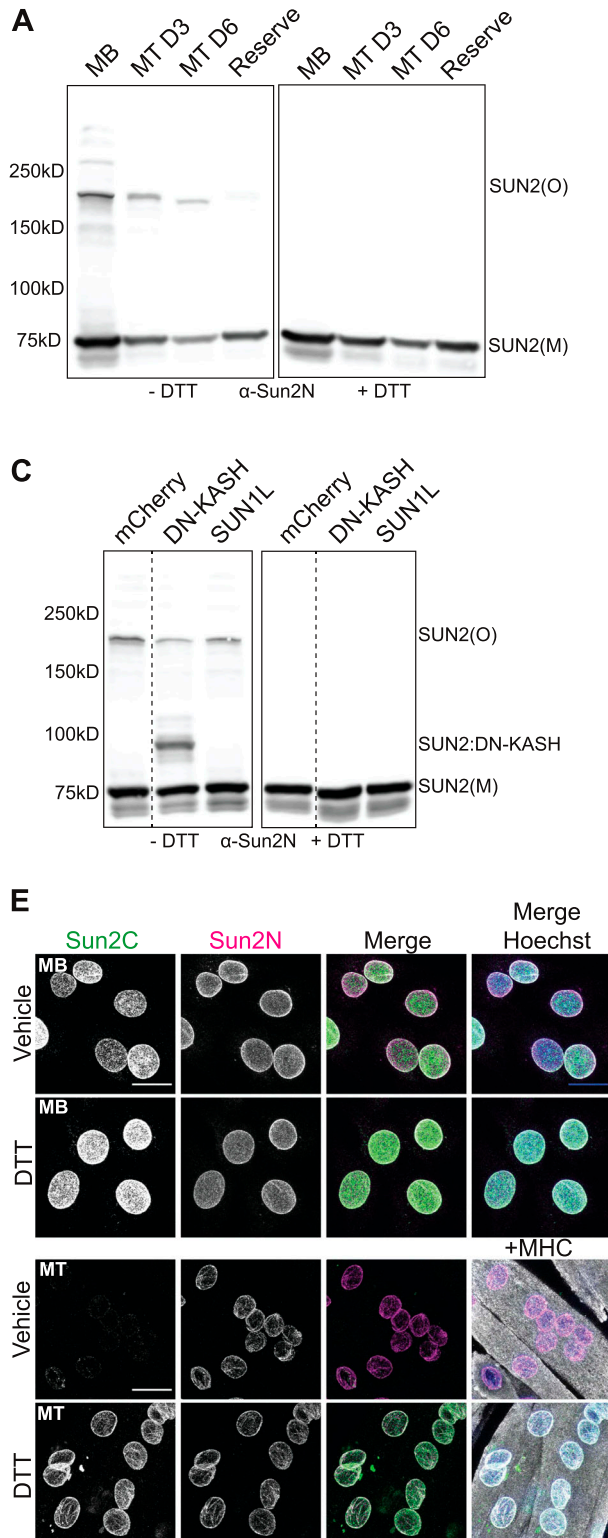 A
MB MT D3 MT D6 Reserve MB MT D3 MT D6 Reserve
250kD
SUN2(O)
150kD
100kD
75kD
SUN2(M)
- DTT α-Sun2N + DTT
C
mCherry DN-KASH SUN1L mCherry DN-KASH SUN1L
250kD
SUN2(O)
150kD
100kD
SUN2:DN-KASH
75kD
SUN2(M)
- DTT α-Sun2N + DTT
E
Sun2C Sun2N Merge Merge Hoechst
Vehicle
MB
DTT
MB
+MHC
Vehicle
MT
DTT
MT